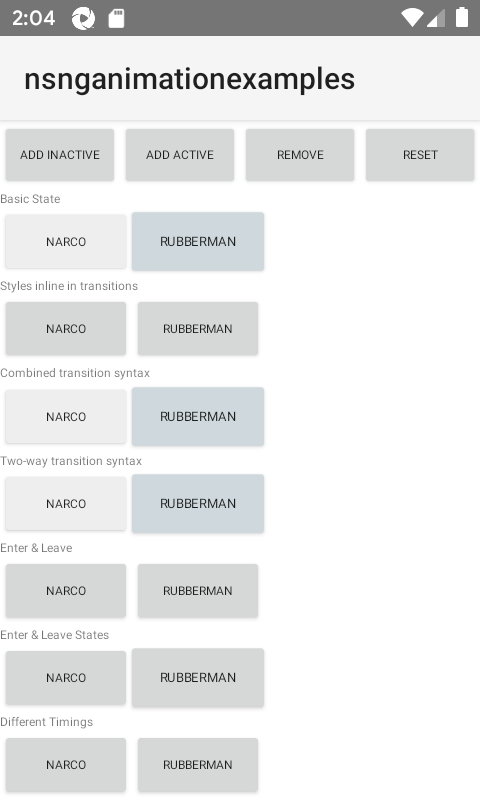 2:04
nsnganimationexamples
ADD INACTIVE ADD ACTIVE REMOVE RESET
Basic State
NARCO RUBBERMAN
Styles inline in transitions
NARCO RUBBERMAN
Combined transition syntax
NARCO RUBBERMAN
Two-way transition syntax
NARCO RUBBERMAN
Enter & Leave
NARCO RUBBERMAN
Enter & Leave States
NARCO RUBBERMAN
Different Timings
NARCO RUBBERMAN